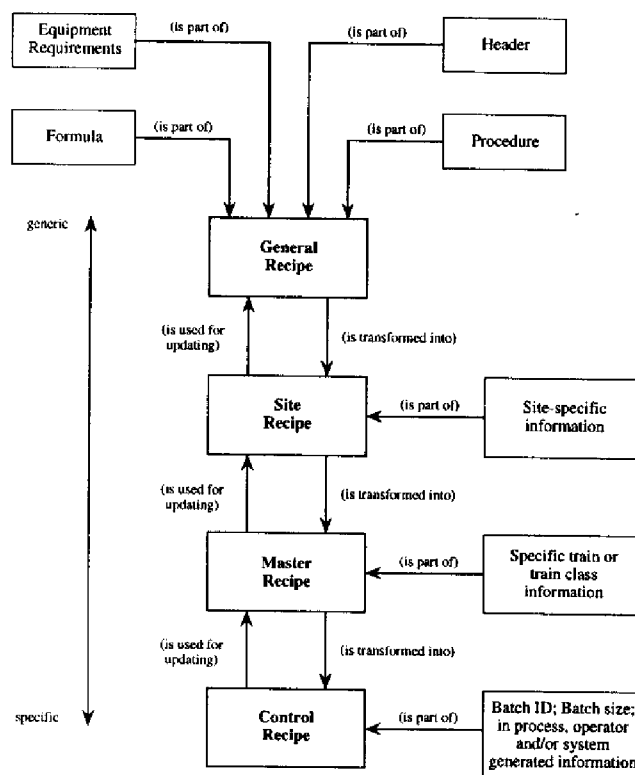 Equipment
Requirements
(is part of)
(is part of)
Header
Formula
(is part of)
(is part of)
Procedure
generic
General
Recipe
(is used for
updating)
(is transformed into)
Site
Recipe
(is part of)
Site-specific
information
(is used for
updating)
(is transformed into)
Master
Recipe
(is part of)
Specific train or
train class
information
(is used for
updating)
(is transformed into)
specific
Control
Recipe
(is part of)
Batch ID; Batch size;
in process, operator
and/or system
generated information